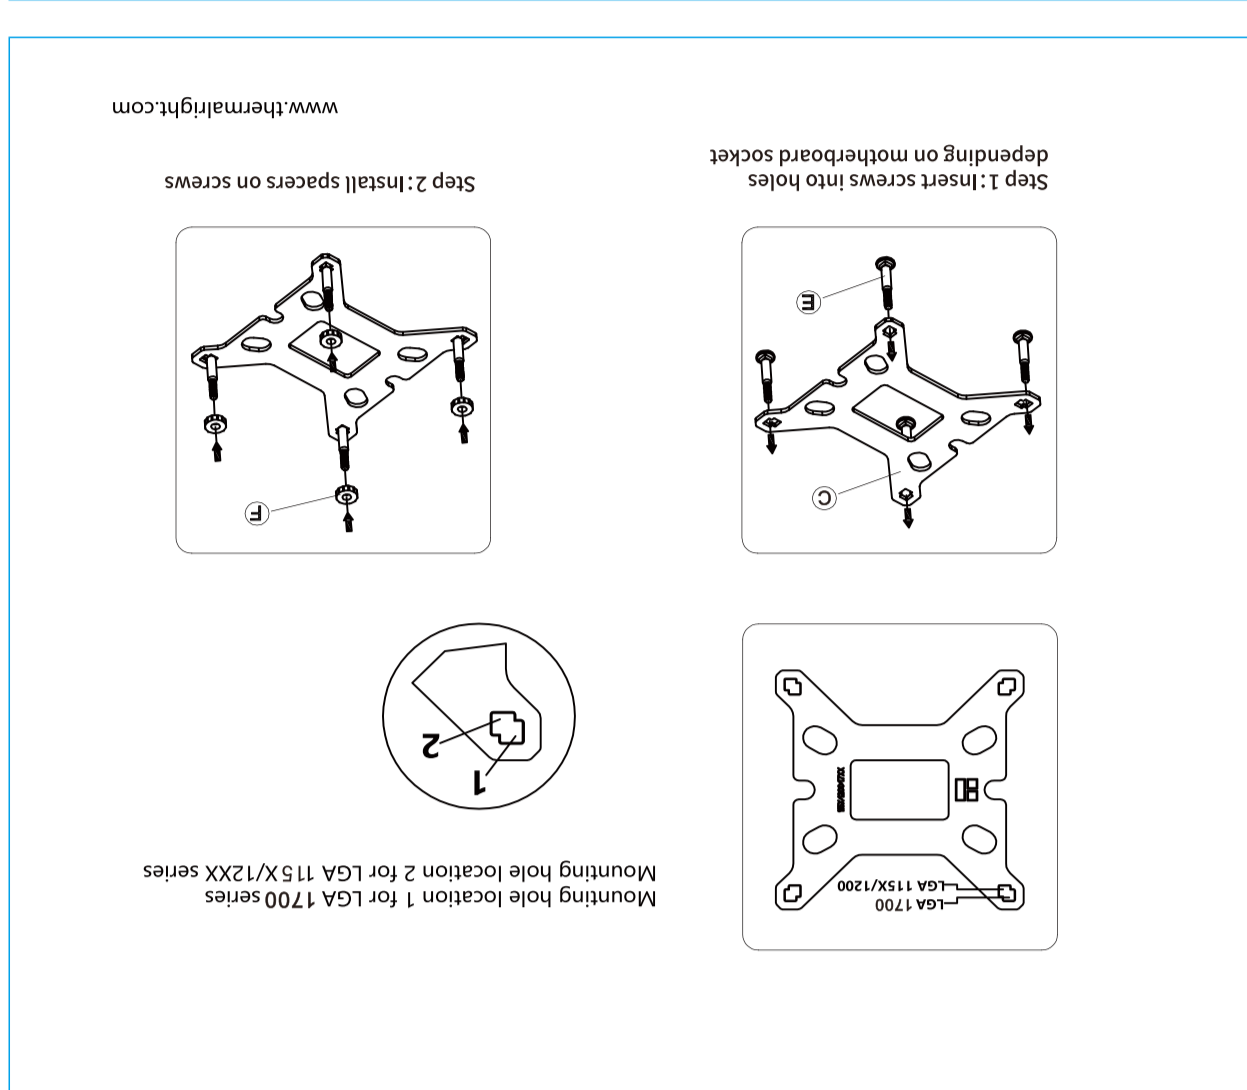 LGA 1700
LGA 115X/1200
Mounting hole location 1 for LGA 1700 series
Mounting hole location 2 for LGA 115X/12XX series
1
2
C
E
Step 1:Insert screws into holes
depending on motherboard socket
F
Step 2:Install spacers on screws
www.thermalright.com